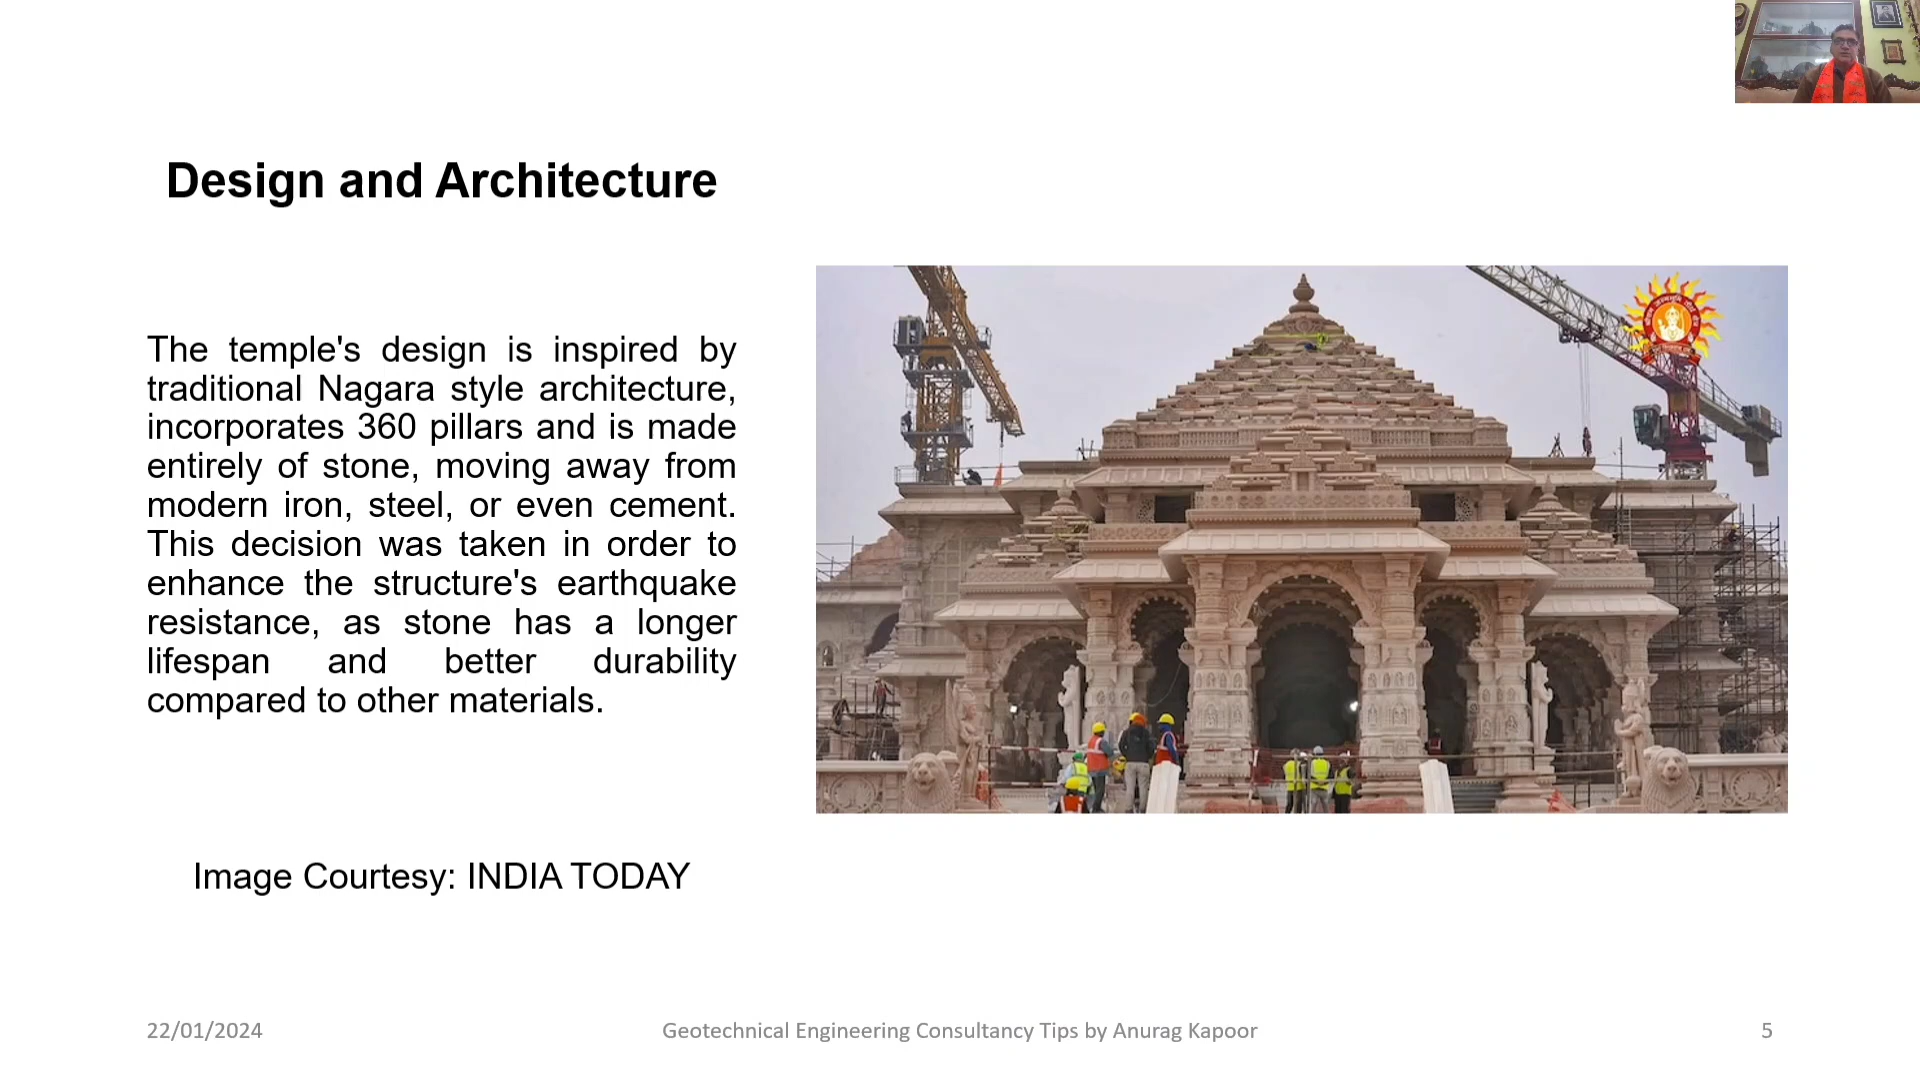 Design and Architecture
The temple's design is inspired by
traditional Nagara style architecture,
incorporates 360 pillars and is made
entirely of stone, moving away from
modern iron, steel, or even cement.
This decision was taken in order to
enhance the structure's earthquake
resistance, as stone has a longer
lifespan and better durability
compared to other materials.
Image Courtesy: INDIA TODAY
22/01/2024
Geotechnical Engineering Consultancy Tips by Anurag Kapoor
5